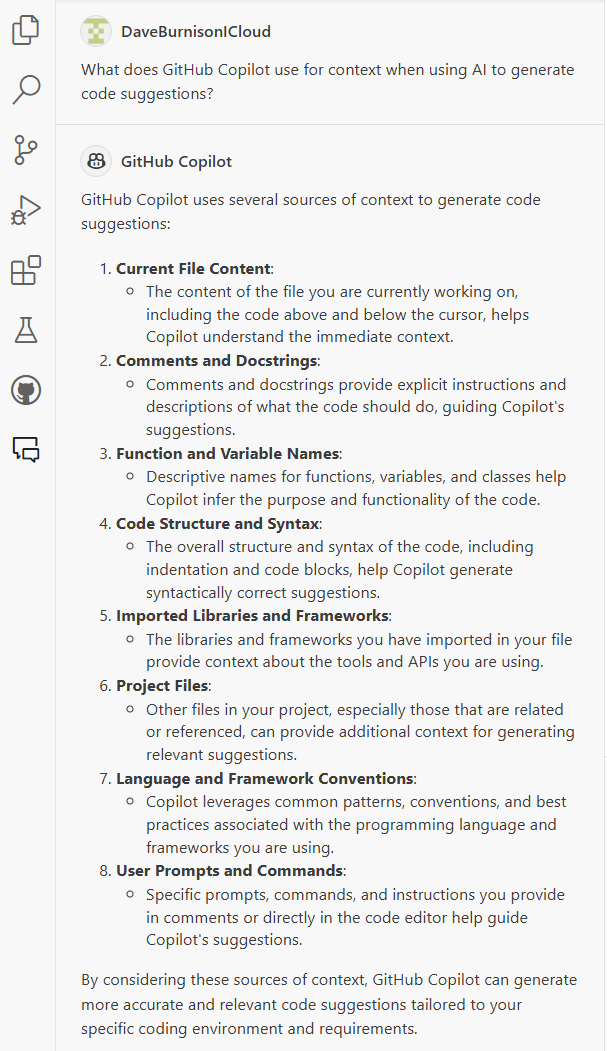 DaveBurnisonICloud
What does GitHub Copilot use for context when using AI to generate
code suggestions?
GitHub Copilot
GitHub Copilot uses several sources of context to generate code
suggestions:
1. Current File Content:
The content of the file you are currently working on,
including the code above and below the cursor, helps
Copilot understand the immediate context.
2. Comments and Docstrings:
Comments and docstrings provide explicit instructions and
descriptions of what the code should do, guiding Copilot's
suggestions.
3. Function and Variable Names:
Descriptive names for functions, variables, and classes help
Copilot infer the purpose and functionality of the code.
4. Code Structure and Syntax:
The overall structure and syntax of the code, including
indentation and code blocks, help Copilot generate
syntactically correct suggestions.
5. Imported Libraries and Frameworks:
The libraries and frameworks you have imported in your file
provide context about the tools and APIs you are using.
6. Project Files:
Other files in your project, especially those that are related
or referenced, can provide additional context for generating
relevant suggestions.
7. Language and Framework Conventions:
Copilot leverages common patterns, conventions, and best
practices associated with the programming language and
frameworks you are using.
8. User Prompts and Commands:
Specific prompts, commands, and instructions you provide
in comments or directly in the code editor help guide
Copilot's suggestions.
By considering these sources of context, GitHub Copilot can generate
more accurate and relevant code suggestions tailored to your
specific coding environment and requirements.